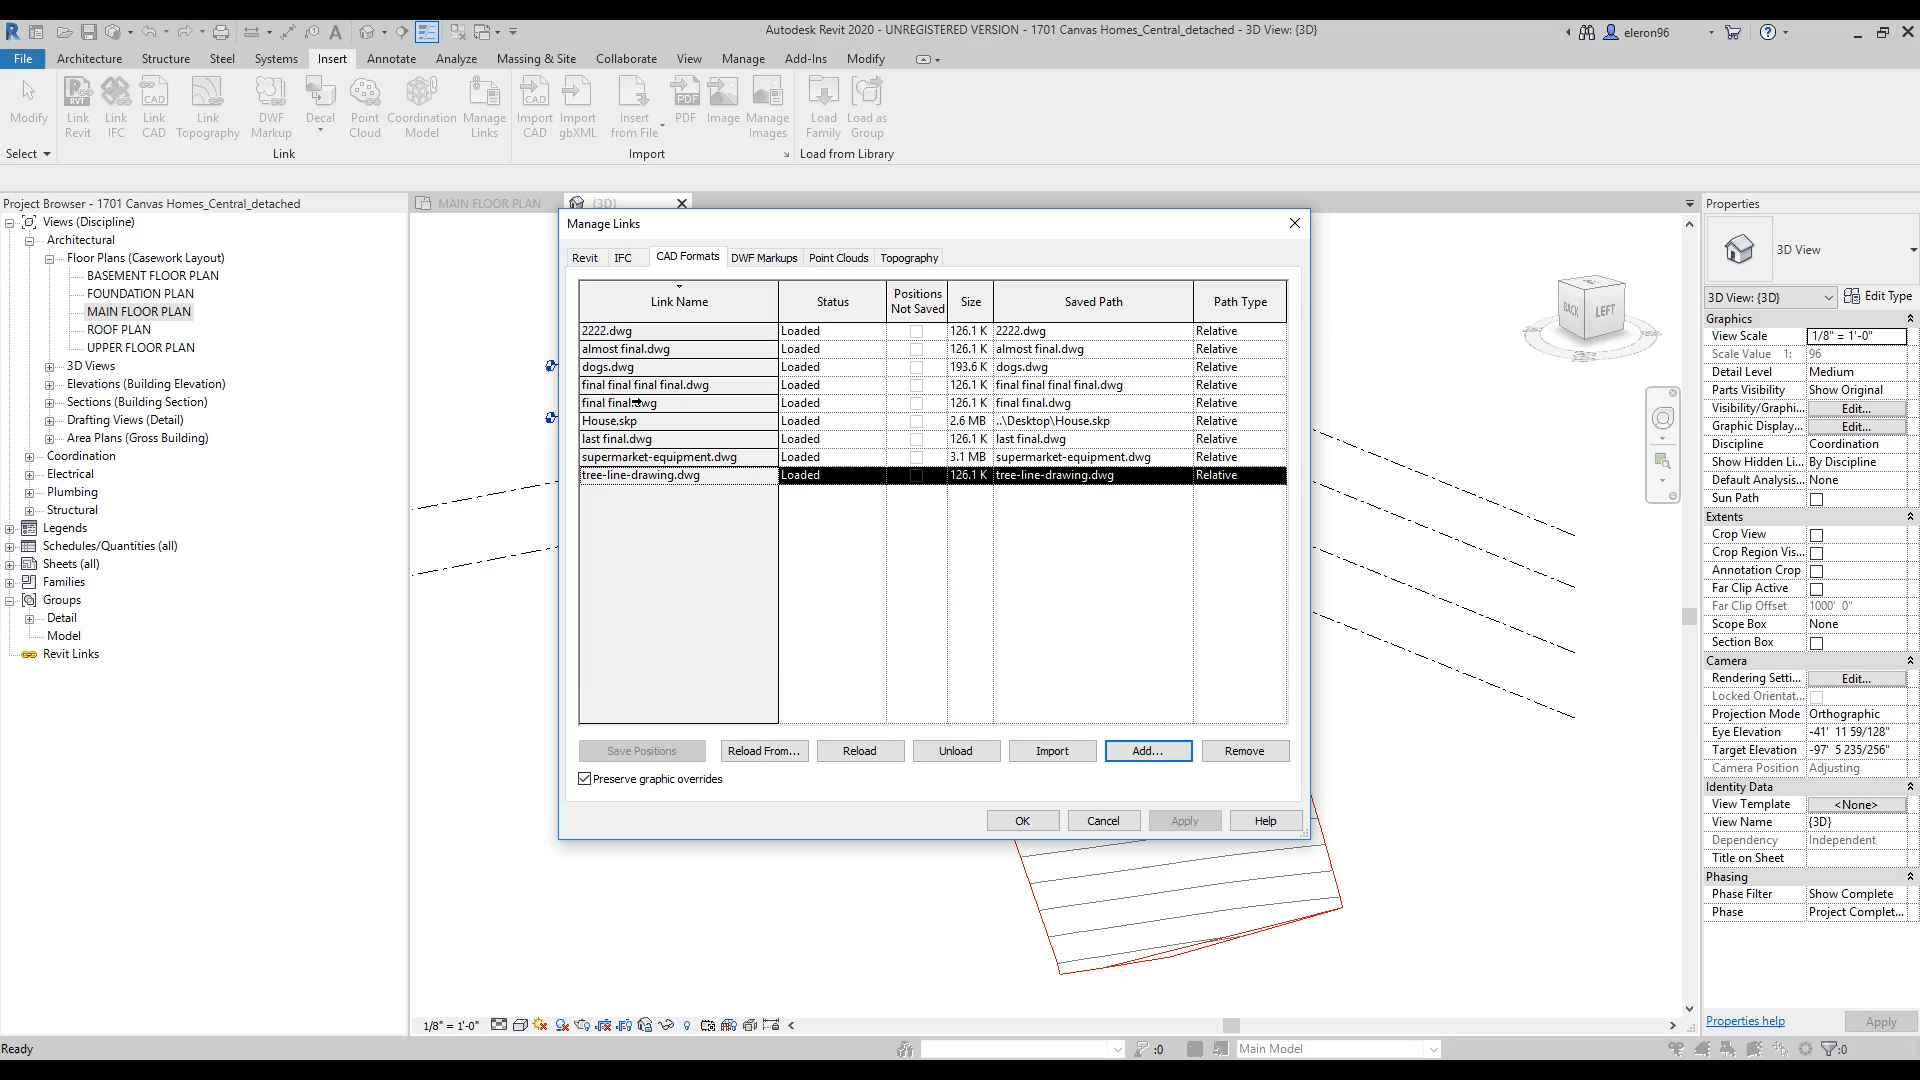 Autodesk Revit 2020 - UNREGISTERED VERSION - 1701 Canvas Homes_Central_detached - 3D View: {3D}
eleron96
File Architecture Structure Steel Systems Insert Annotate Analyze Massing & Site Collaborate View Manage Add-Ins Modify
Modify
Link Revit
Link IFC
Link CAD
Link Topography
DWF Markup
Decal
Point Cloud
Coordination Model
Manage Links
Import CAD
Import gbXML
Insert from File
PDF
Image
Manage Images
Load Family
Load as Group
Select
Link
Import
Load from Library
Project Browser - 1701 Canvas Homes_Central_detached
Views (Discipline)
Architectural
Floor Plans (Casework Layout)
BASEMENT FLOOR PLAN
FOUNDATION PLAN
MAIN FLOOR PLAN
ROOF PLAN
UPPER FLOOR PLAN
3D Views
Elevations (Building Elevation)
Sections (Building Section)
Drafting Views (Detail)
Area Plans (Gross Building)
Coordination
Electrical
Plumbing
Structural
Legends
Schedules/Quantities (all)
Sheets (all)
Families
Groups
Detail
Model
Revit Links
MAIN FLOOR PLAN
{3D}
Manage Links
Revit IFC CAD Formats DWF Markups Point Clouds Topography
Link Name Status Positions Not Saved Size Saved Path Path Type
2222.dwg Loaded 126.1 K 2222.dwg Relative
almost final.dwg Loaded 126.1 K almost final.dwg Relative
dogs.dwg Loaded 193.6 K dogs.dwg Relative
final final final final.dwg Loaded 126.1 K final final final final.dwg Relative
final final.dwg Loaded 126.1 K final final.dwg Relative
House.skp Loaded 2.6 MB ..\Desktop\House.skp Relative
last final.dwg Loaded 126.1 K last final.dwg Relative
supermarket-equipment.dwg Loaded 3.1 MB supermarket-equipment.dwg Relative
tree-line-drawing.dwg Loaded 126.1 K tree-line-drawing.dwg Relative
Save Positions Reload From... Reload Unload Import Add... Remove
Preserve graphic overrides
OK Cancel Apply Help
BACK LEFT
Properties
3D View
3D View: {3D} Edit Type
Graphics
View Scale 1/8" = 1'-0"
Scale Value 1: 96
Detail Level Medium
Parts Visibility Show Original
Visibility/Graphi... Edit...
Graphic Display... Edit...
Discipline Coordination
Show Hidden Li... By Discipline
Default Analysis... None
Sun Path
Extents
Crop View
Crop Region Vis...
Annotation Crop
Far Clip Active
Far Clip Offset 1000' 0"
Scope Box None
Section Box
Camera
Rendering Setti... Edit...
Locked Orientat...
Projection Mode Orthographic
Eye Elevation -41' 11 59/128"
Target Elevation -97' 5 235/256"
Camera Position Adjusting
Identity Data
View Template <None>
View Name {3D}
Dependency Independent
Title on Sheet
Phasing
Phase Filter Show Complete
Phase Project Complet...
Properties help Apply
1/8" = 1'-0"
Ready
:0
Main Model
:0